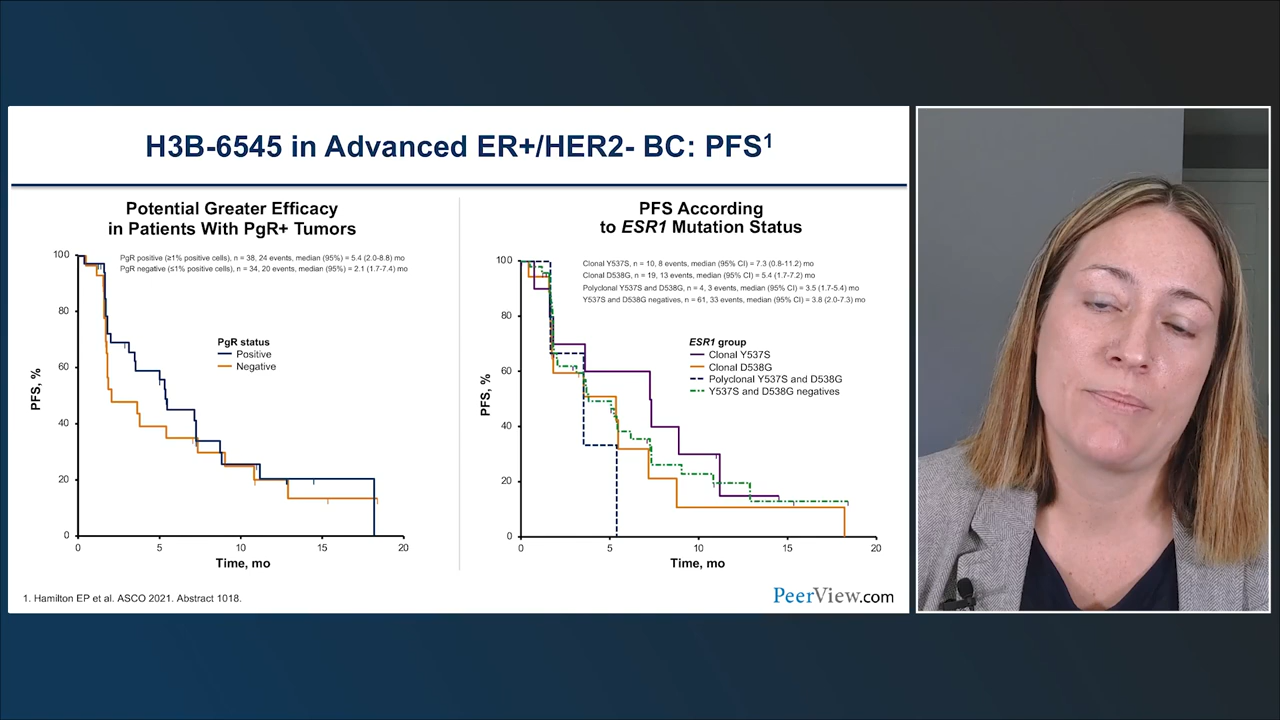 H3B-6545 in Advanced ER+/HER2- BC: PFS¹
Potential Greater Efficacy
in Patients With PgR+ Tumors
PgR positive (≥1% positive cells), n = 38, 24 events, median (95%) = 5.4 (2.0-8.8) mo
PgR negative (≤1% positive cells), n = 34, 20 events, median (95%) = 2.1 (1.7-7.4) mo
PgR status
Positive
Negative
PFS, %
100
80
60
40
20
0
0 5 10 15 20
Time, mo
PFS According
to ESR1 Mutation Status
Clonal Y537S, n = 10, 8 events, median (95% CI) = 7.3 (0.8-11.2) mo
Clonal D538G, n = 19, 13 events, median (95% CI) = 5.4 (1.7-7.2) mo
Polyclonal Y537S and D538G, n = 4, 3 events, median (95% CI) = 3.5 (1.7-5.4) mo
Y537S and D538G negatives, n = 61, 33 events, median (95% CI) = 3.8 (2.0-7.3) mo
ESR1 group
Clonal Y537S
Clonal D538G
Polyclonal Y537S and D538G
Y537S and D538G negatives
PFS, %
100
80
60
40
20
0
0 5 10 15 20
Time, mo
1. Hamilton EP et al. ASCO 2021. Abstract 1018.
PeerView.com